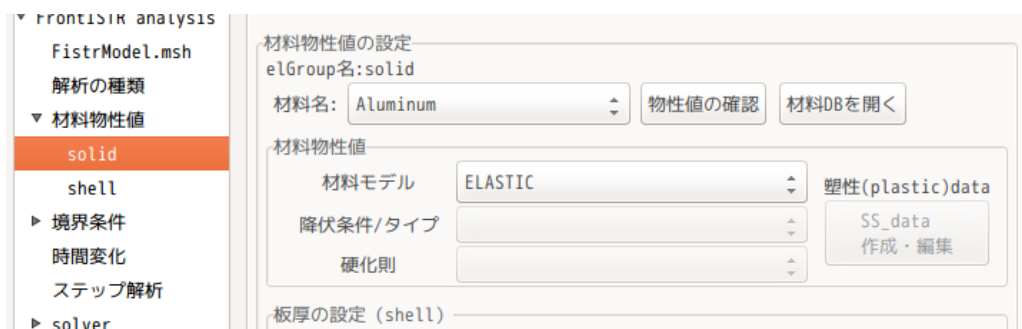 FrontISTR analysis
FistrModel.msh
解析の種類
材料物性値
solid
shell
境界条件
時間変化
ステップ解析
solver
材料物性値の設定
elGroup名:solid
材料名: Aluminum 物性値の確認 材料DBを開く
材料物性値
材料モデル ELASTIC
塑性(plastic)data
降伏条件/タイプ
SS_data
作成・編集
硬化則
板厚の設定 (shell)